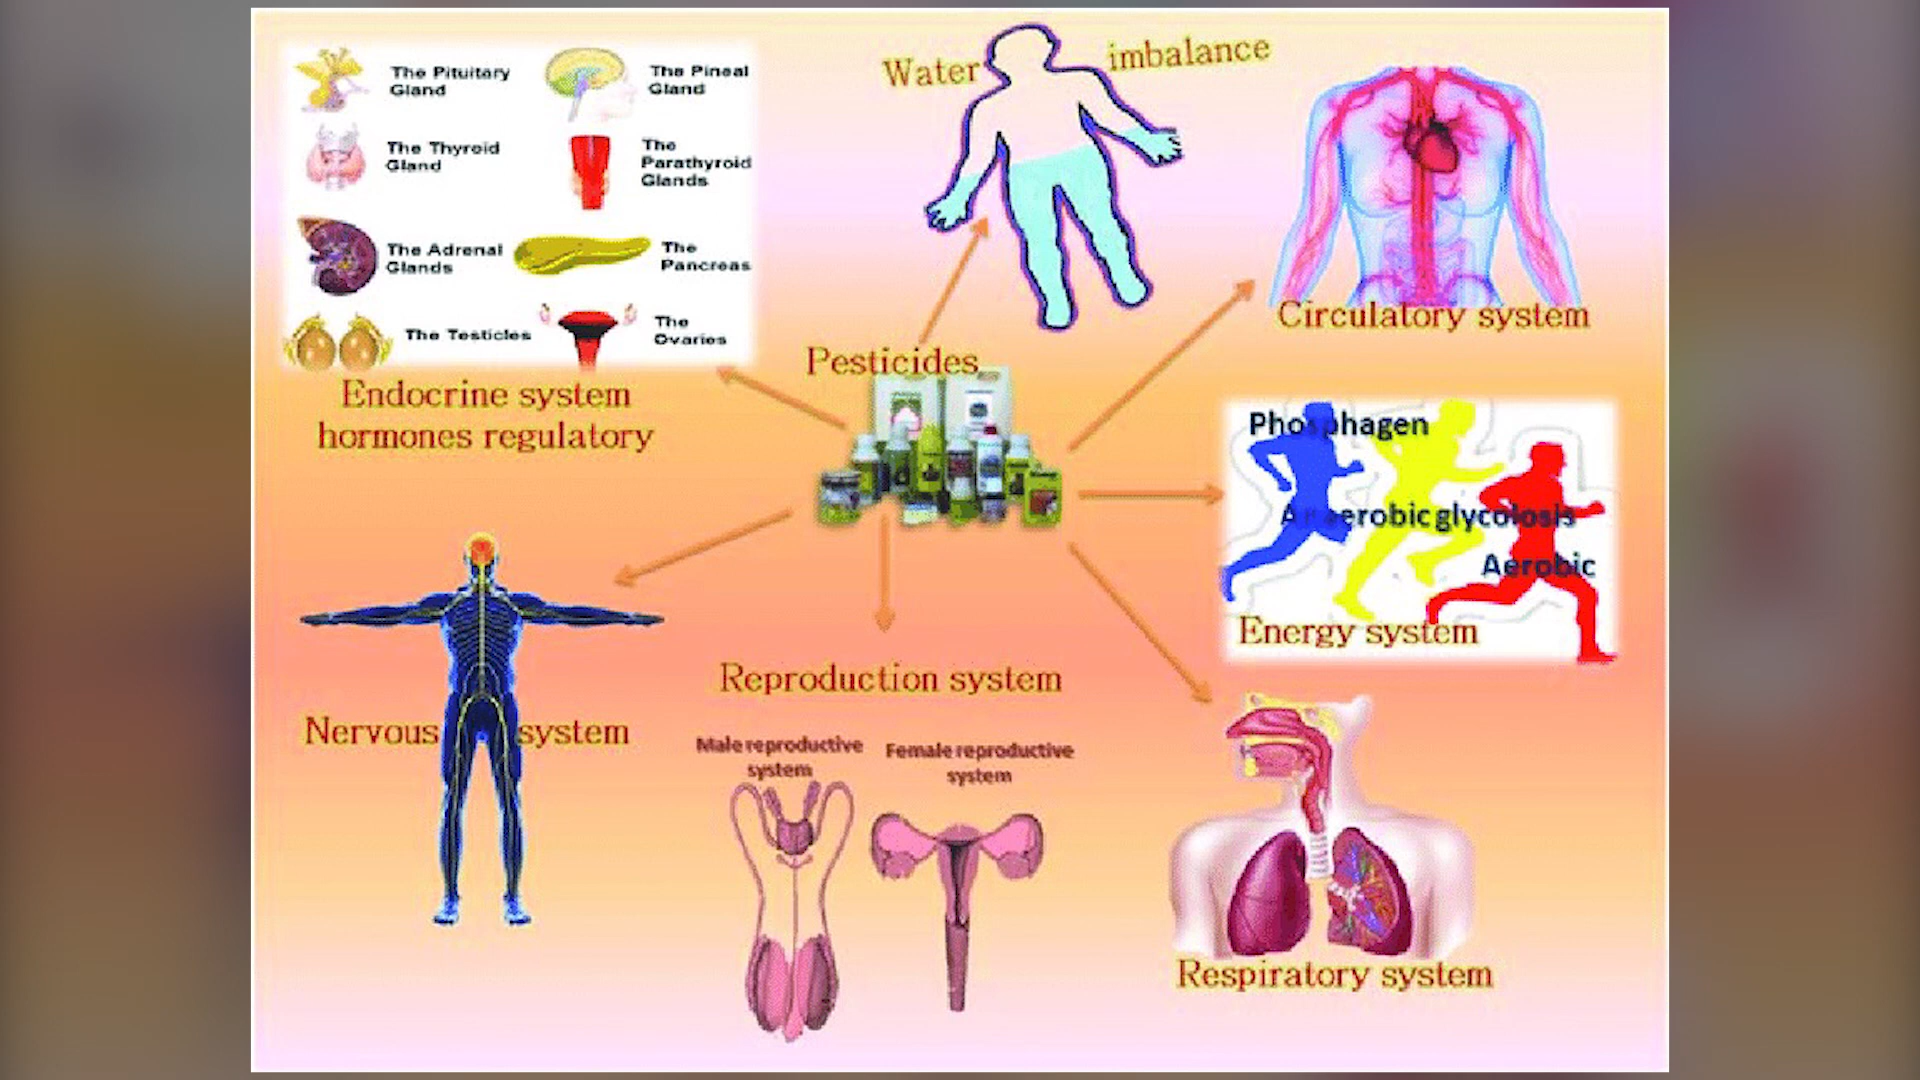 The Pituitary
Gland
The Pineal
Gland
The Thyroid
Gland
The
Parathyroid
Glands
The Adrenal
Glands
The
Pancreas
The Testicles
The
Ovaries
Endocrine system
hormones regulatory
Water imbalance
Circulatory system
Pesticides
Phosphagen
Anaerobic glycolosis
Aerobic
Energy system
Nervous system
Reproduction system
Male reproductive
system
Female reproductive
system
Respiratory system